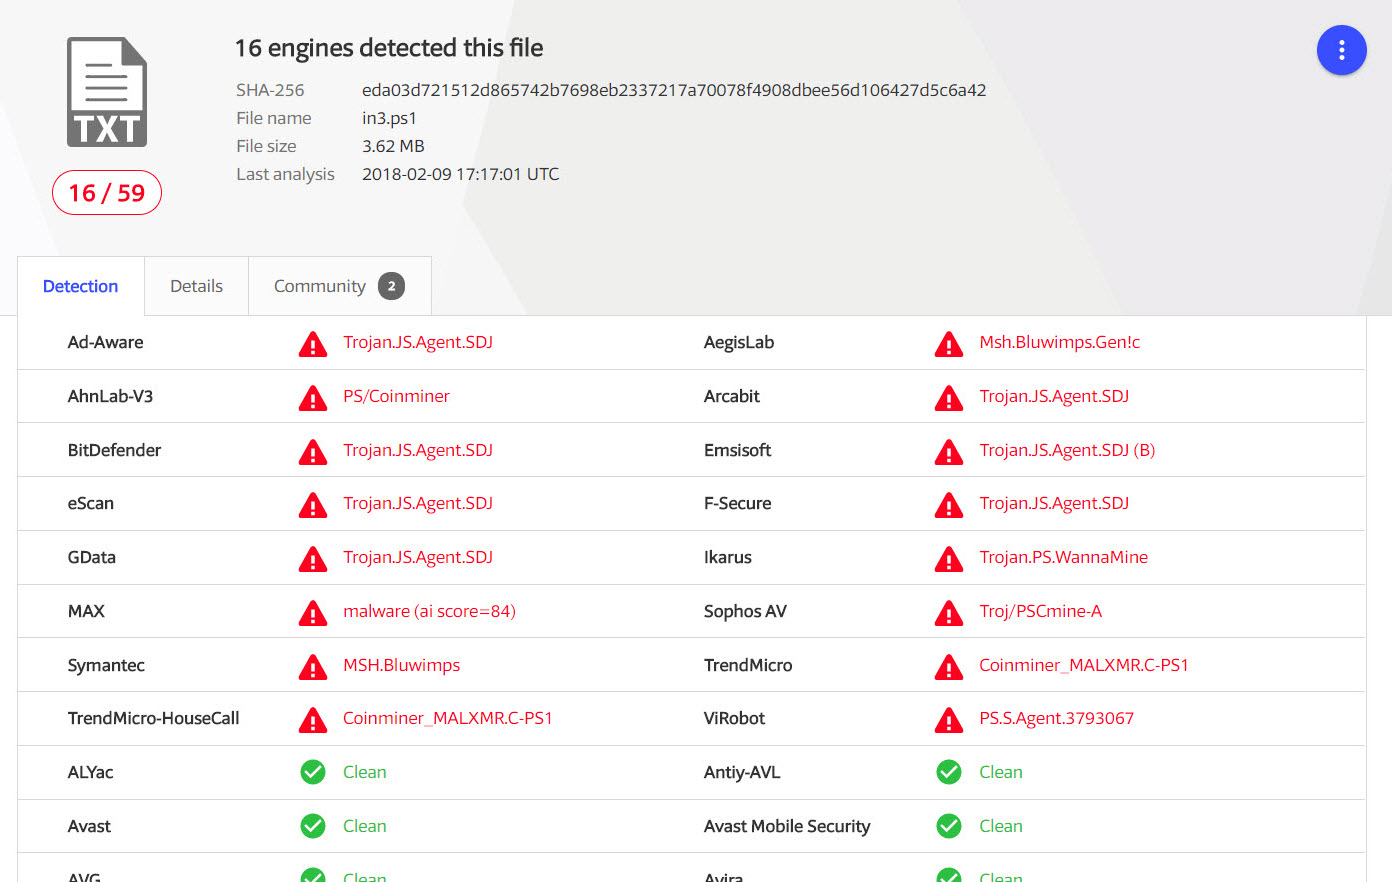 TXT
16 / 59
16 engines detected this file
SHA-256 eda03d721512d865742b7698eb2337217a70078f4908dbee56d106427d5c6a42
File name in3.ps1
File size 3.62 MB
Last analysis 2018-02-09 17:17:01 UTC
Detection Details Community 2
Ad-Aware Trojan.JS.Agent.SDJ AegisLab Msh.Bluwimps.Gen!c
AhnLab-V3 PS/Coinminer Arcabit Trojan.JS.Agent.SDJ
BitDefender Trojan.JS.Agent.SDJ Emsisoft Trojan.JS.Agent.SDJ (B)
eScan Trojan.JS.Agent.SDJ F-Secure Trojan.JS.Agent.SDJ
GData Trojan.JS.Agent.SDJ Ikarus Trojan.PS.WannaMine
MAX malware (ai score=84) Sophos AV Troj/PSCmine-A
Symantec MSH.Bluwimps TrendMicro Coinminer_MALXMR.C-PS1
TrendMicro-HouseCall Coinminer_MALXMR.C-PS1 ViRobot PS.S.Agent.3793067
ALYac Clean Antiy-AVL Clean
Avast Clean Avast Mobile Security Clean
AVG Clean Avira Clean